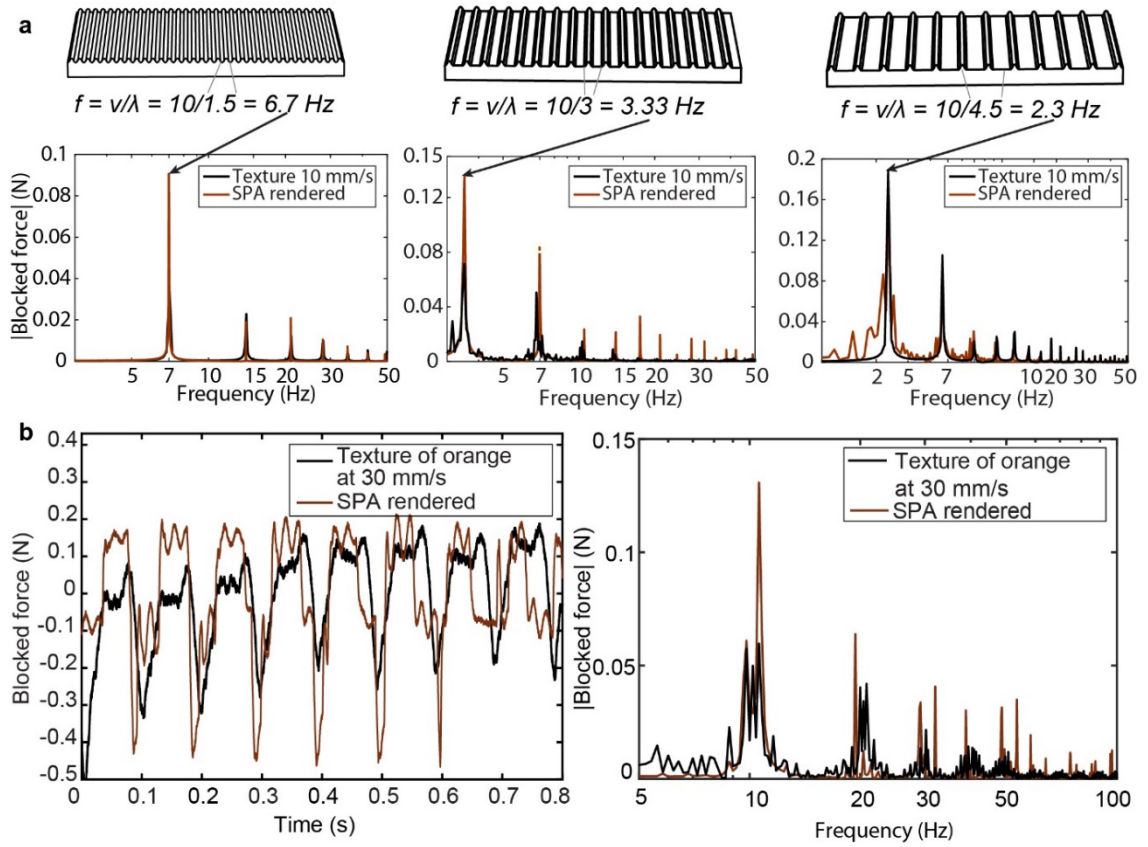 a
f = v/λ = 10/1.5 = 6.7 Hz
f = v/λ = 10/3 = 3.33 Hz
f = v/λ = 10/4.5 = 2.3 Hz
|Blocked force| (N)
0.1
0.08
0.06
0.04
0.02
0
Texture 10 mm/s
SPA rendered
5 7 10 15 20 30 50
Frequency (Hz)
0.15
0.12
0.08
0.04
0
Texture 10 mm/s
SPA rendered
5 7 10 15 20 30 50
Frequency (Hz)
0.2
0.16
0.12
0.08
0.04
0
Texture 10 mm/s
SPA rendered
2 5 7 10 20 30 50
Frequency (Hz)
b
Blocked force (N)
0.4
0.3
0.2
0.1
0
-0.1
-0.2
-0.3
-0.4
-0.5
Texture of orange
at 30 mm/s
SPA rendered
0 0.1 0.2 0.3 0.4 0.5 0.6 0.7 0.8
Time (s)
|Blocked force| (N)
0.15
0.10
0.05
0
Texture of orange
at 30 mm/s
SPA rendered
5 10 20 30 50 100
Frequency (Hz)